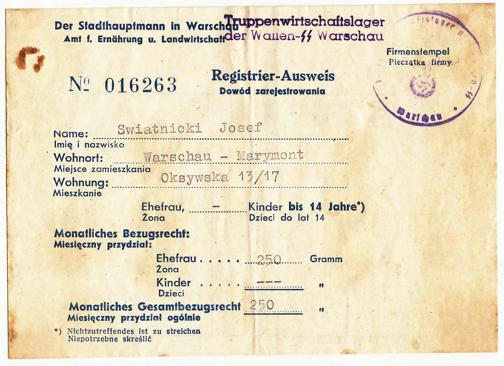 Der Stadthauptmann in Warschau
Amt f. Ernährung u. Landwirtschaft
Truppenwirtschaftslager
der Waffen-SS Warschau
Firmenstempel
Pieczątka firmy
Warschau
No 016263
Registrier-Ausweis
Dowód zarejestrowania
Name: Swiatnicki Josef
Imię i nazwisko
Wohnort: Warschau - Marymont
Miejsce zamieszkania
Wohnung: Oksywska 13/17
Mieszkanie
Ehefrau, - Kinder bis 14 Jahre*)
Żona Dzieci do lat 14
Monatliches Bezugsrecht:
Miesięczny przydział:
Ehefrau ..... 250 Gramm
Żona
Kinder ..... --- "
Dzieci
Monatliches Gesamtbezugsrecht 250 "
Miesięczny przydział ogólnie
*) Nichtzutreffendes ist zu streichen
Niepotrzebne skreślić